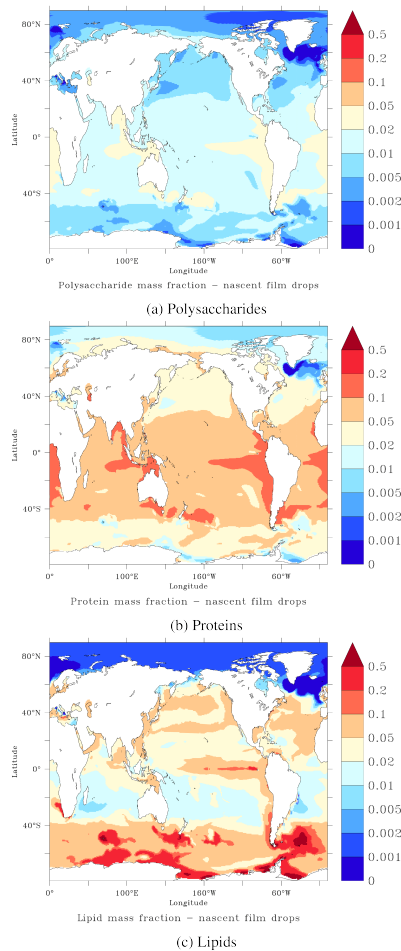 80°N
40°N
0°
40°S
Latitude
0°
100°E
160°W
60°W
Longitude
0.5
0.2
0.1
0.05
0.02
0.01
0.005
0.002
0.001
0
Polysaccharide mass fraction − nascent film drops
(a) Polysaccharides
80°N
40°N
0°
40°S
Latitude
0°
100°E
160°W
60°W
Longitude
0.5
0.2
0.1
0.05
0.02
0.01
0.005
0.002
0.001
0
Protein mass fraction − nascent film drops
(b) Proteins
80°N
40°N
0°
40°S
Latitude
0°
100°E
160°W
60°W
Longitude
0.5
0.2
0.1
0.05
0.02
0.01
0.005
0.002
0.001
0
Lipid mass fraction − nascent film drops
(c) Lipids